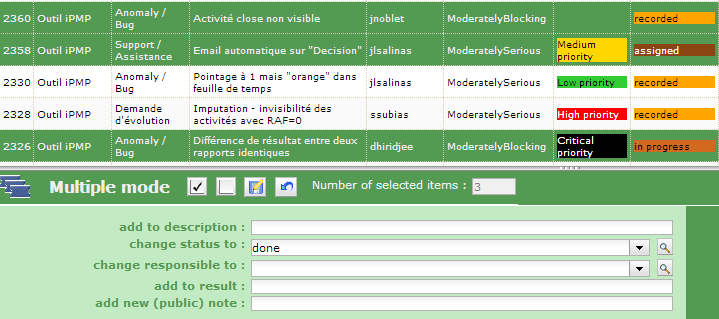 2360 Outil iPMP Anomaly / Bug Activité close non visible jnoblet ModeratelyBlocking recorded
2358 Outil iPMP Support / Assistance Email automatique sur "Decision" jlsalinas ModeratelySerious Medium priority assigned
2330 Outil iPMP Anomaly / Bug Pointage à 1 mais "orange" dans feuille de temps jlsalinas ModeratelySerious Low priority recorded
2328 Outil iPMP Demande d'évolution Imputation - invisibilité des activités avec RAF=0 ssubias ModeratelySerious High priority recorded
2326 Outil iPMP Anomaly / Bug Différence de résultat entre deux rapports identiques dhiridjee ModeratelyBlocking Critical priority in progress
Multiple mode Number of selected items : 3
add to description :
change status to : done
change responsible to :
add to result :
add new (public) note :